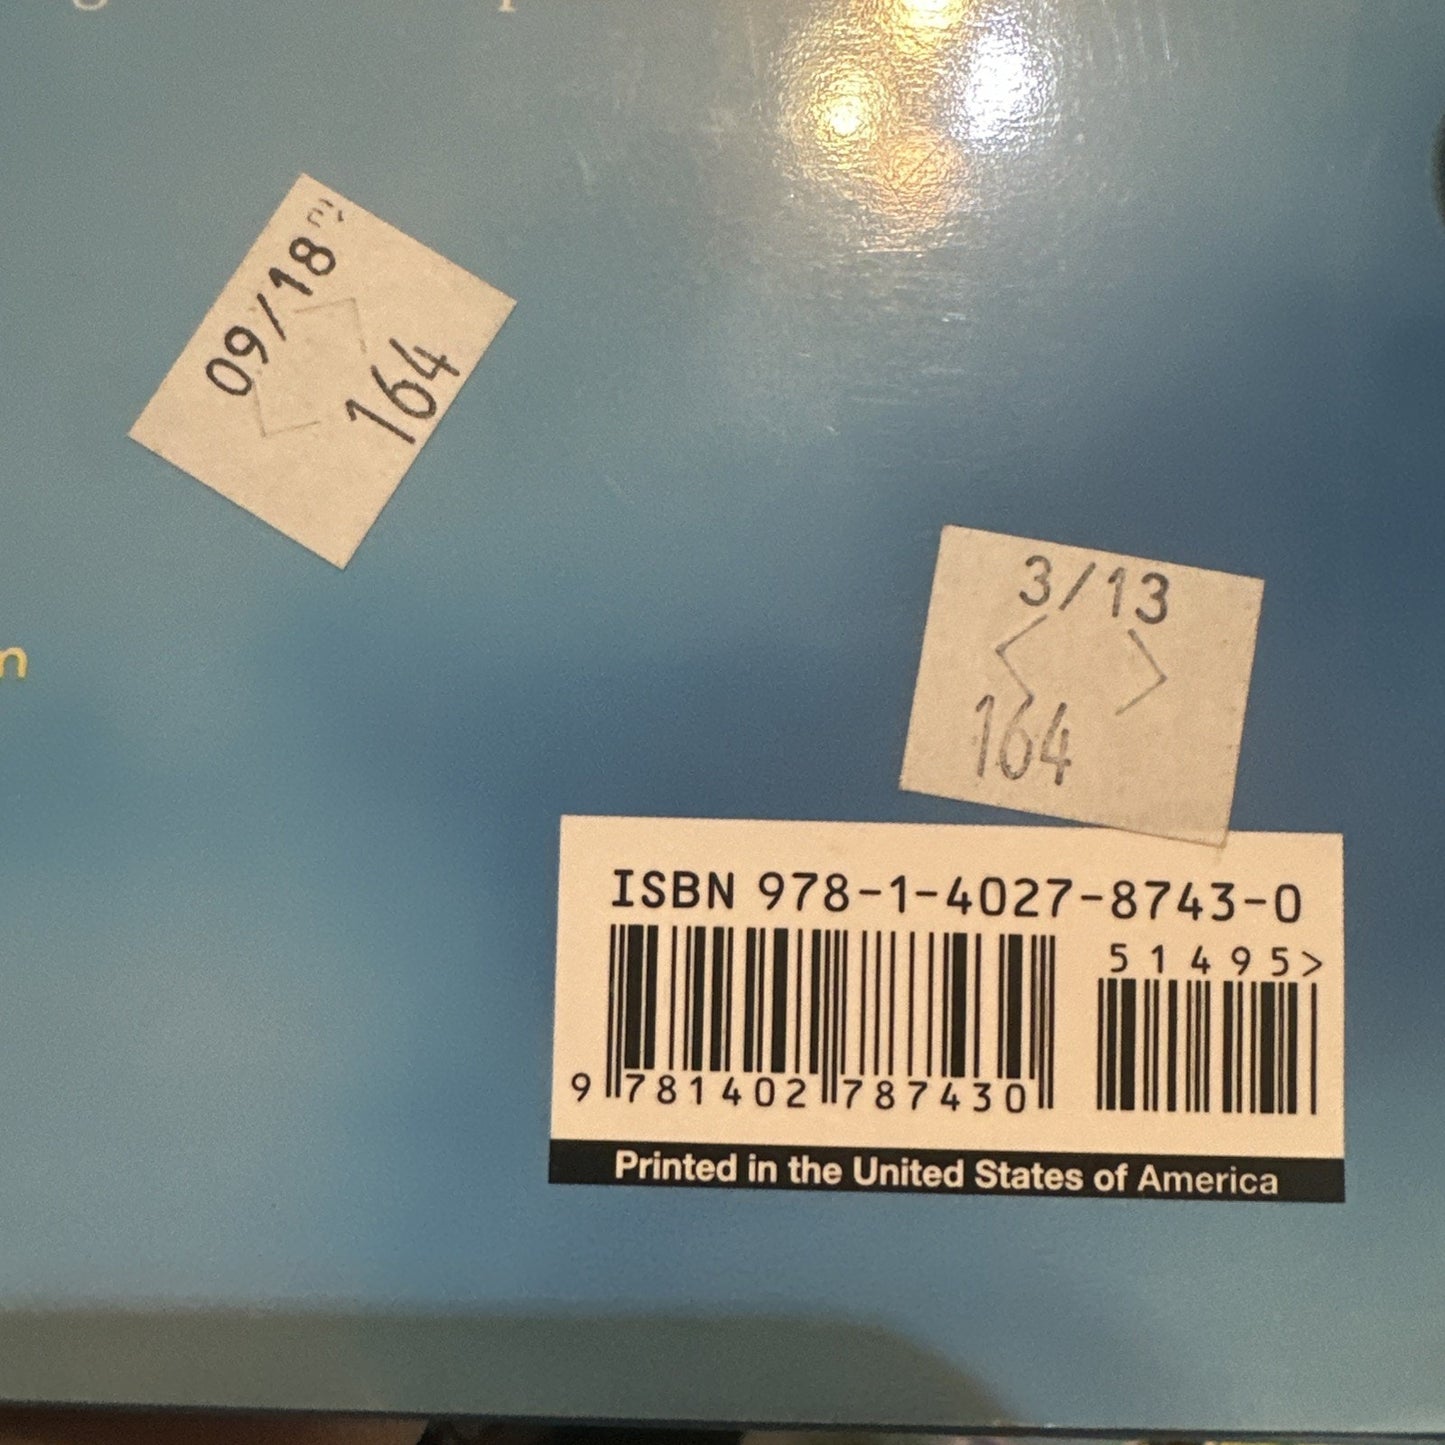 09/18
164
3/13
164
ISBN 978-1-4027-8743-0
51495>
9 781402 787430
Printed in the United States of America